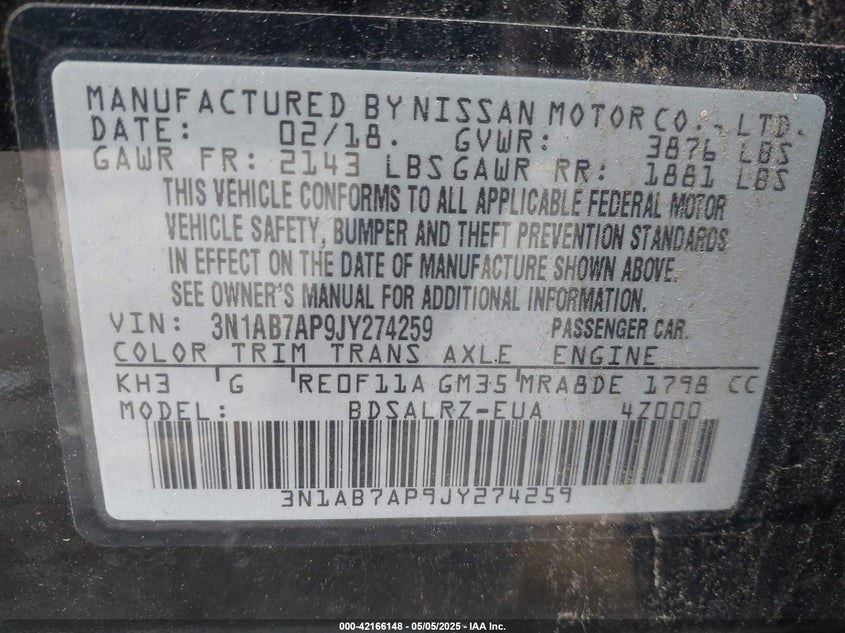 MANUFACTURED BY NISSAN MOTOR CO., LTD.
DATE: 02/18. GVWR: 3876 LBS
GAWR FR: 2143 LBS GAWR RR: 1881 LBS
THIS VEHICLE CONFORMS TO ALL APPLICABLE FEDERAL MOTOR
VEHICLE SAFETY, BUMPER AND THEFT PREVENTION STANDARDS
IN EFFECT ON THE DATE OF MANUFACTURE SHOWN ABOVE.
SEE OWNER'S MANUAL FOR ADDITIONAL INFORMATION.
VIN: 3N1AB7AP9JY274259 PASSENGER CAR.
COLOR TRIM TRANS AXLE ENGINE
KH3 G RE0F11A GM35 MRA8DE 1798 CC
MODEL: BDSALRZ-EUA 4Z000
3N1AB7AP9JY274259
000-42166148 - 05/05/2025 - IAA Inc.